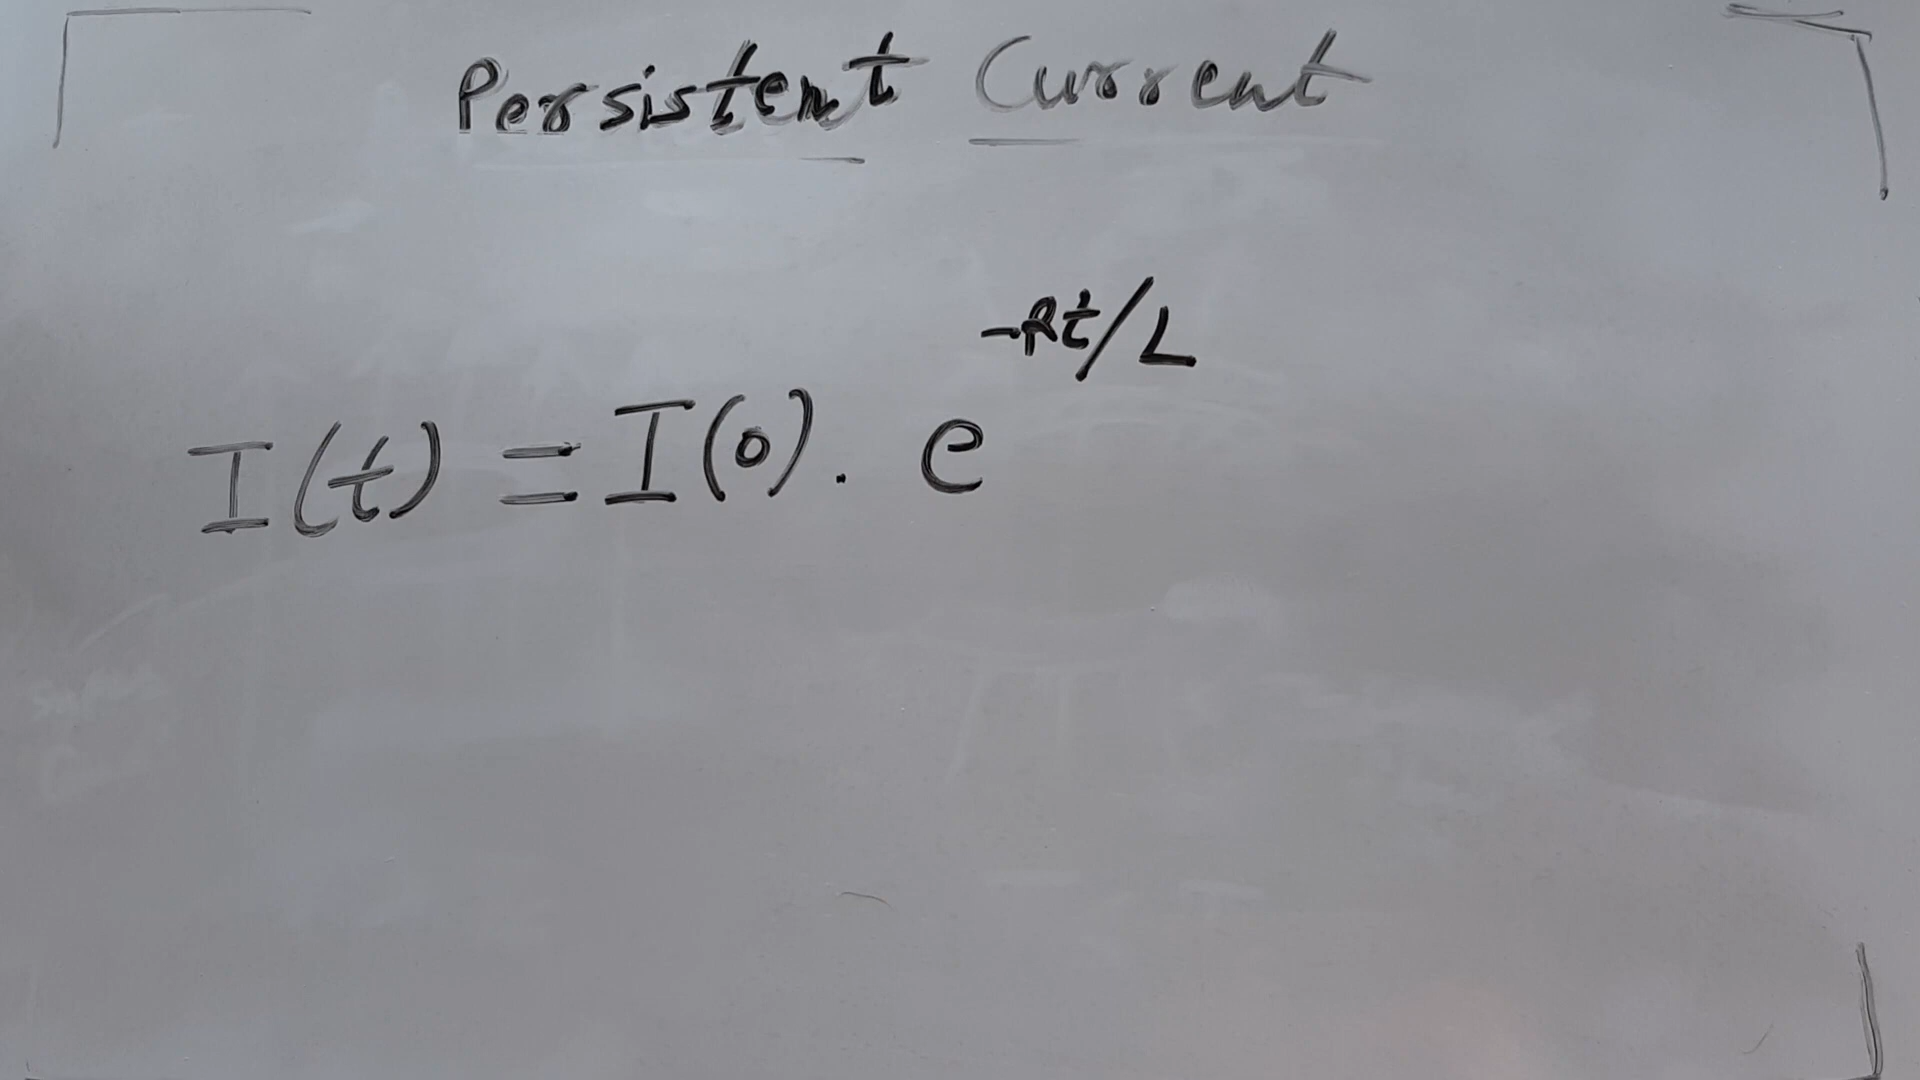 Persistent Current
I(t) = I(0). e^{-Rt/L}